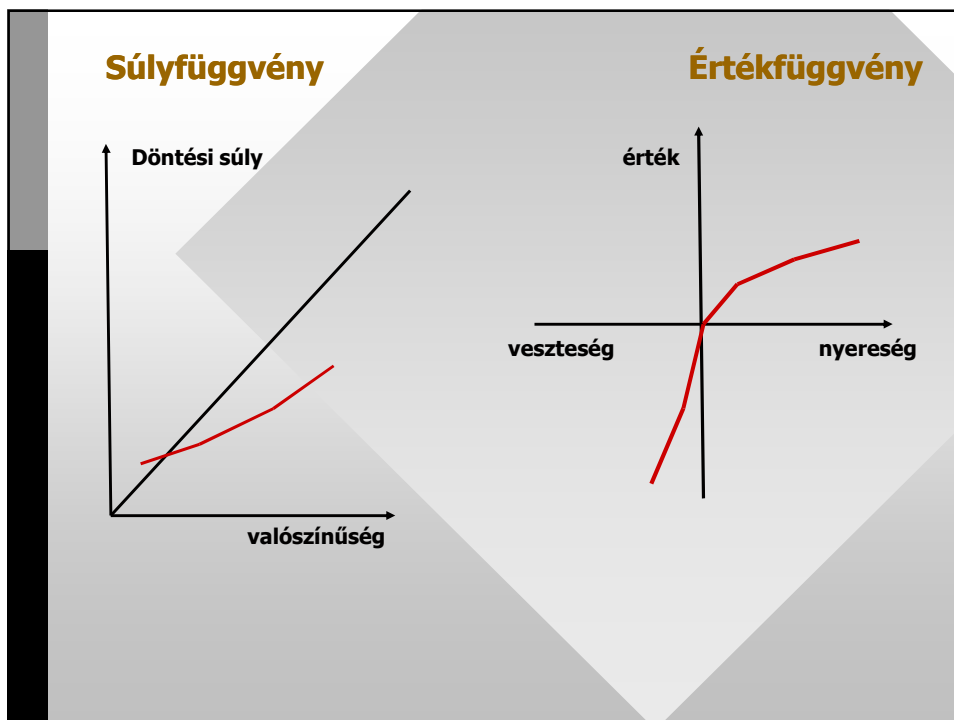 Súlyfüggvény
Értékfüggvény
Döntési súly
érték
veszteség
nyereség
valószínűség